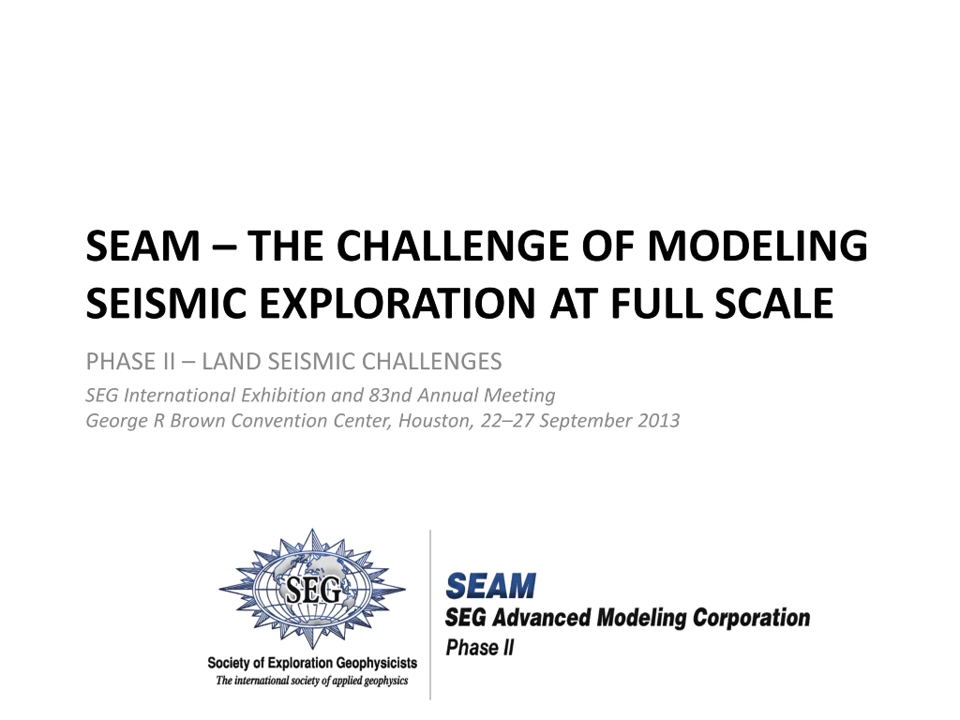 SEAM – THE CHALLENGE OF MODELING
SEISMIC EXPLORATION AT FULL SCALE
PHASE II – LAND SEISMIC CHALLENGES
SEG International Exhibition and 83nd Annual Meeting
George R Brown Convention Center, Houston, 22–27 September 2013
SEG
Society of Exploration Geophysicists
The international society of applied geophysics
SEAM
SEG Advanced Modeling Corporation
Phase II